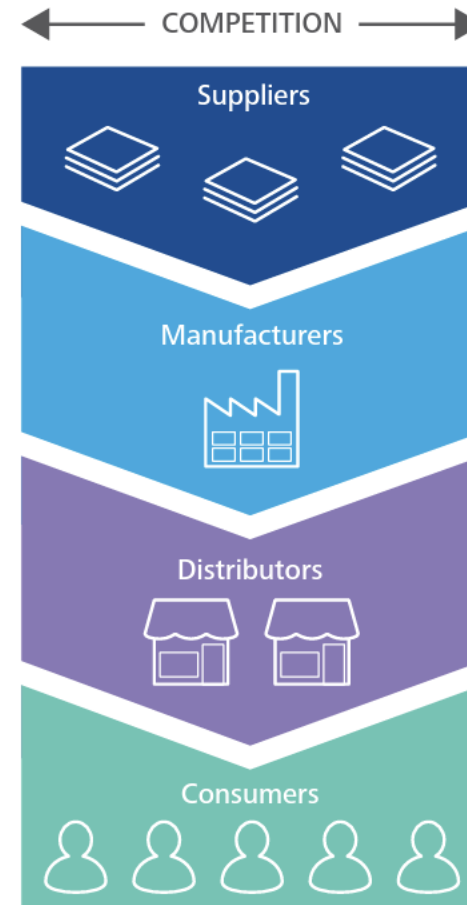 COMPETITION
Suppliers
Manufacturers
Distributors
Consumers